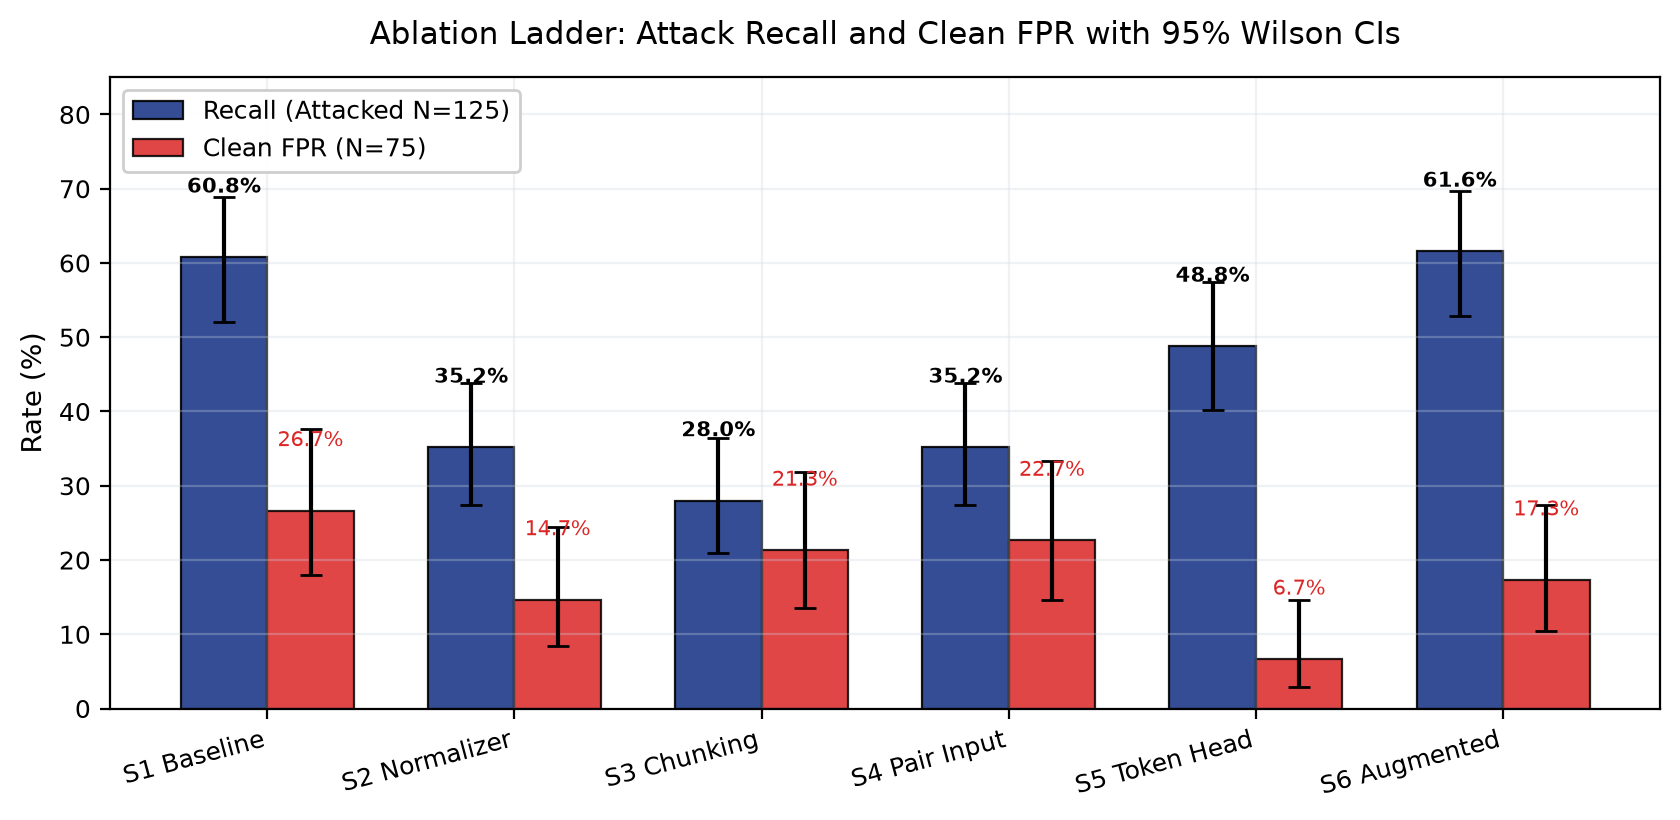 Ablation Ladder: Attack Recall and Clean FPR with 95% Wilson CIs
Recall (Attacked N=125)
Clean FPR (N=75)
Rate (%)
80
70
60
50
40
30
20
10
0
60.8%
26.7%
35.2%
14.7%
28.0%
21.3%
35.2%
22.7%
48.8%
6.7%
61.6%
17.3%
S1 Baseline
S2 Normalizer
S3 Chunking
S4 Pair Input
S5 Token Head
S6 Augmented